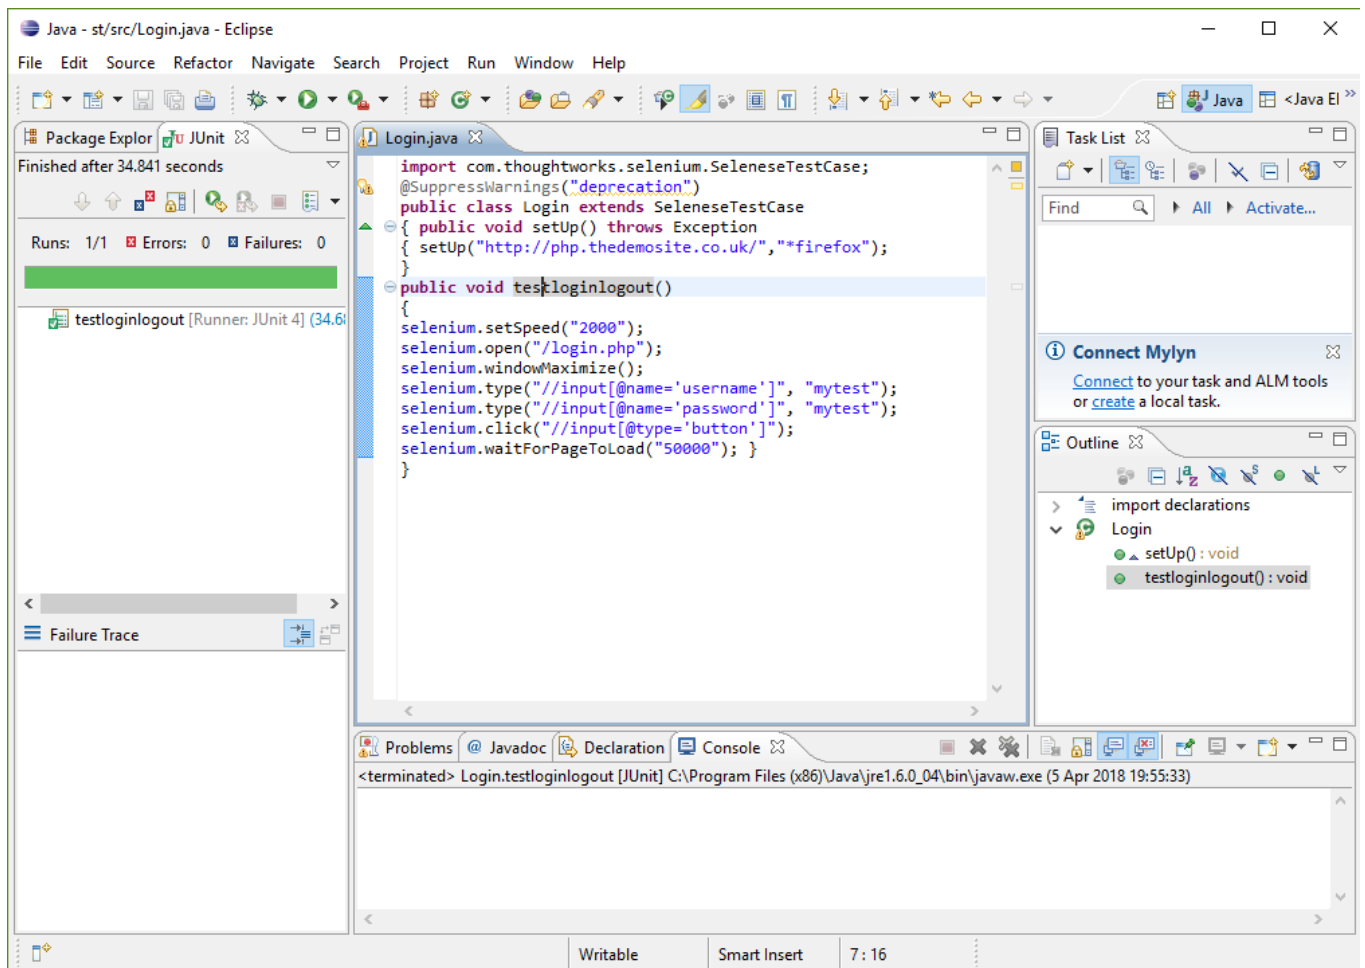 Java - st/src/Login.java - Eclipse
File Edit Source Refactor Navigate Search Project Run Window Help
Java <Java El
Package Explor JUnit
Finished after 34.841 seconds
Runs: 1/1 Errors: 0 Failures: 0
testloginlogout [Runner: JUnit 4] (34.68
Failure Trace
Login.java
import com.thoughtworks.selenium.SeleneseTestCase;
@SuppressWarnings("deprecation")
public class Login extends SeleneseTestCase
{ public void setUp() throws Exception
{ setUp("http://php.thedemosite.co.uk/","*firefox");
}
public void testloginlogout()
{
selenium.setSpeed("2000");
selenium.open("/login.php");
selenium.windowMaximize();
selenium.type("//input[@name='username']", "mytest");
selenium.type("//input[@name='password']", "mytest");
selenium.click("//input[@type='button']");
selenium.waitForPageToLoad("50000"); }
}
Task List
Find All Activate...
Connect Mylyn
Connect to your task and ALM tools
or create a local task.
Outline
import declarations
Login
setUp() : void
testloginlogout() : void
Problems @ Javadoc Declaration Console
<terminated> Login.testloginlogout [JUnit] C:\Program Files (x86)\Java\jre1.6.0_04\bin\javaw.exe (5 Apr 2018 19:55:33)
Writable Smart Insert 7 : 16